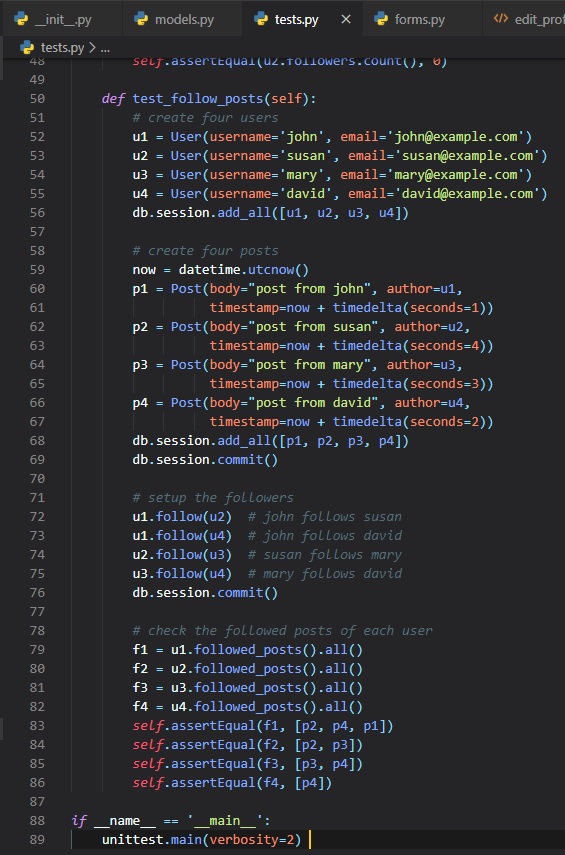 __init__.py models.py tests.py × forms.py edit_prof
tests.py > ...
48 self.assertEqual(u2.followers.count(), 0)
49
50 def test_follow_posts(self):
51 # create four users
52 u1 = User(username='john', email='john@example.com')
53 u2 = User(username='susan', email='susan@example.com')
54 u3 = User(username='mary', email='mary@example.com')
55 u4 = User(username='david', email='david@example.com')
56 db.session.add_all([u1, u2, u3, u4])
57
58 # create four posts
59 now = datetime.utcnow()
60 p1 = Post(body="post from john", author=u1,
61 timestamp=now + timedelta(seconds=1))
62 p2 = Post(body="post from susan", author=u2,
63 timestamp=now + timedelta(seconds=4))
64 p3 = Post(body="post from mary", author=u3,
65 timestamp=now + timedelta(seconds=3))
66 p4 = Post(body="post from david", author=u4,
67 timestamp=now + timedelta(seconds=2))
68 db.session.add_all([p1, p2, p3, p4])
69 db.session.commit()
70
71 # setup the followers
72 u1.follow(u2) # john follows susan
73 u1.follow(u4) # john follows david
74 u2.follow(u3) # susan follows mary
75 u3.follow(u4) # mary follows david
76 db.session.commit()
77
78 # check the followed posts of each user
79 f1 = u1.followed_posts().all()
80 f2 = u2.followed_posts().all()
81 f3 = u3.followed_posts().all()
82 f4 = u4.followed_posts().all()
83 self.assertEqual(f1, [p2, p4, p1])
84 self.assertEqual(f2, [p2, p3])
85 self.assertEqual(f3, [p3, p4])
86 self.assertEqual(f4, [p4])
87
88 if __name__ == '__main__':
89 unittest.main(verbosity=2)